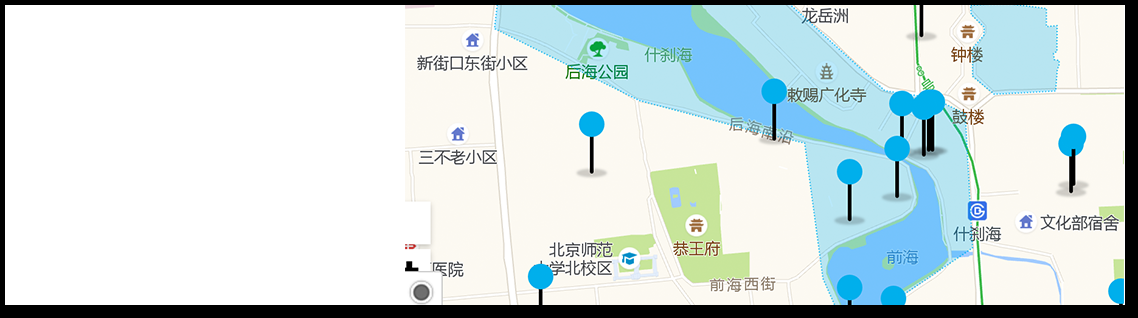 龙岳洲
钟楼
新街口东街小区
后海公园
什刹海
敕赐广化寺
鼓楼
后海南沿
三不老小区
文化部宿舍
什刹海
恭王府
北京师范
大学北校区
前海
医院
前海西街